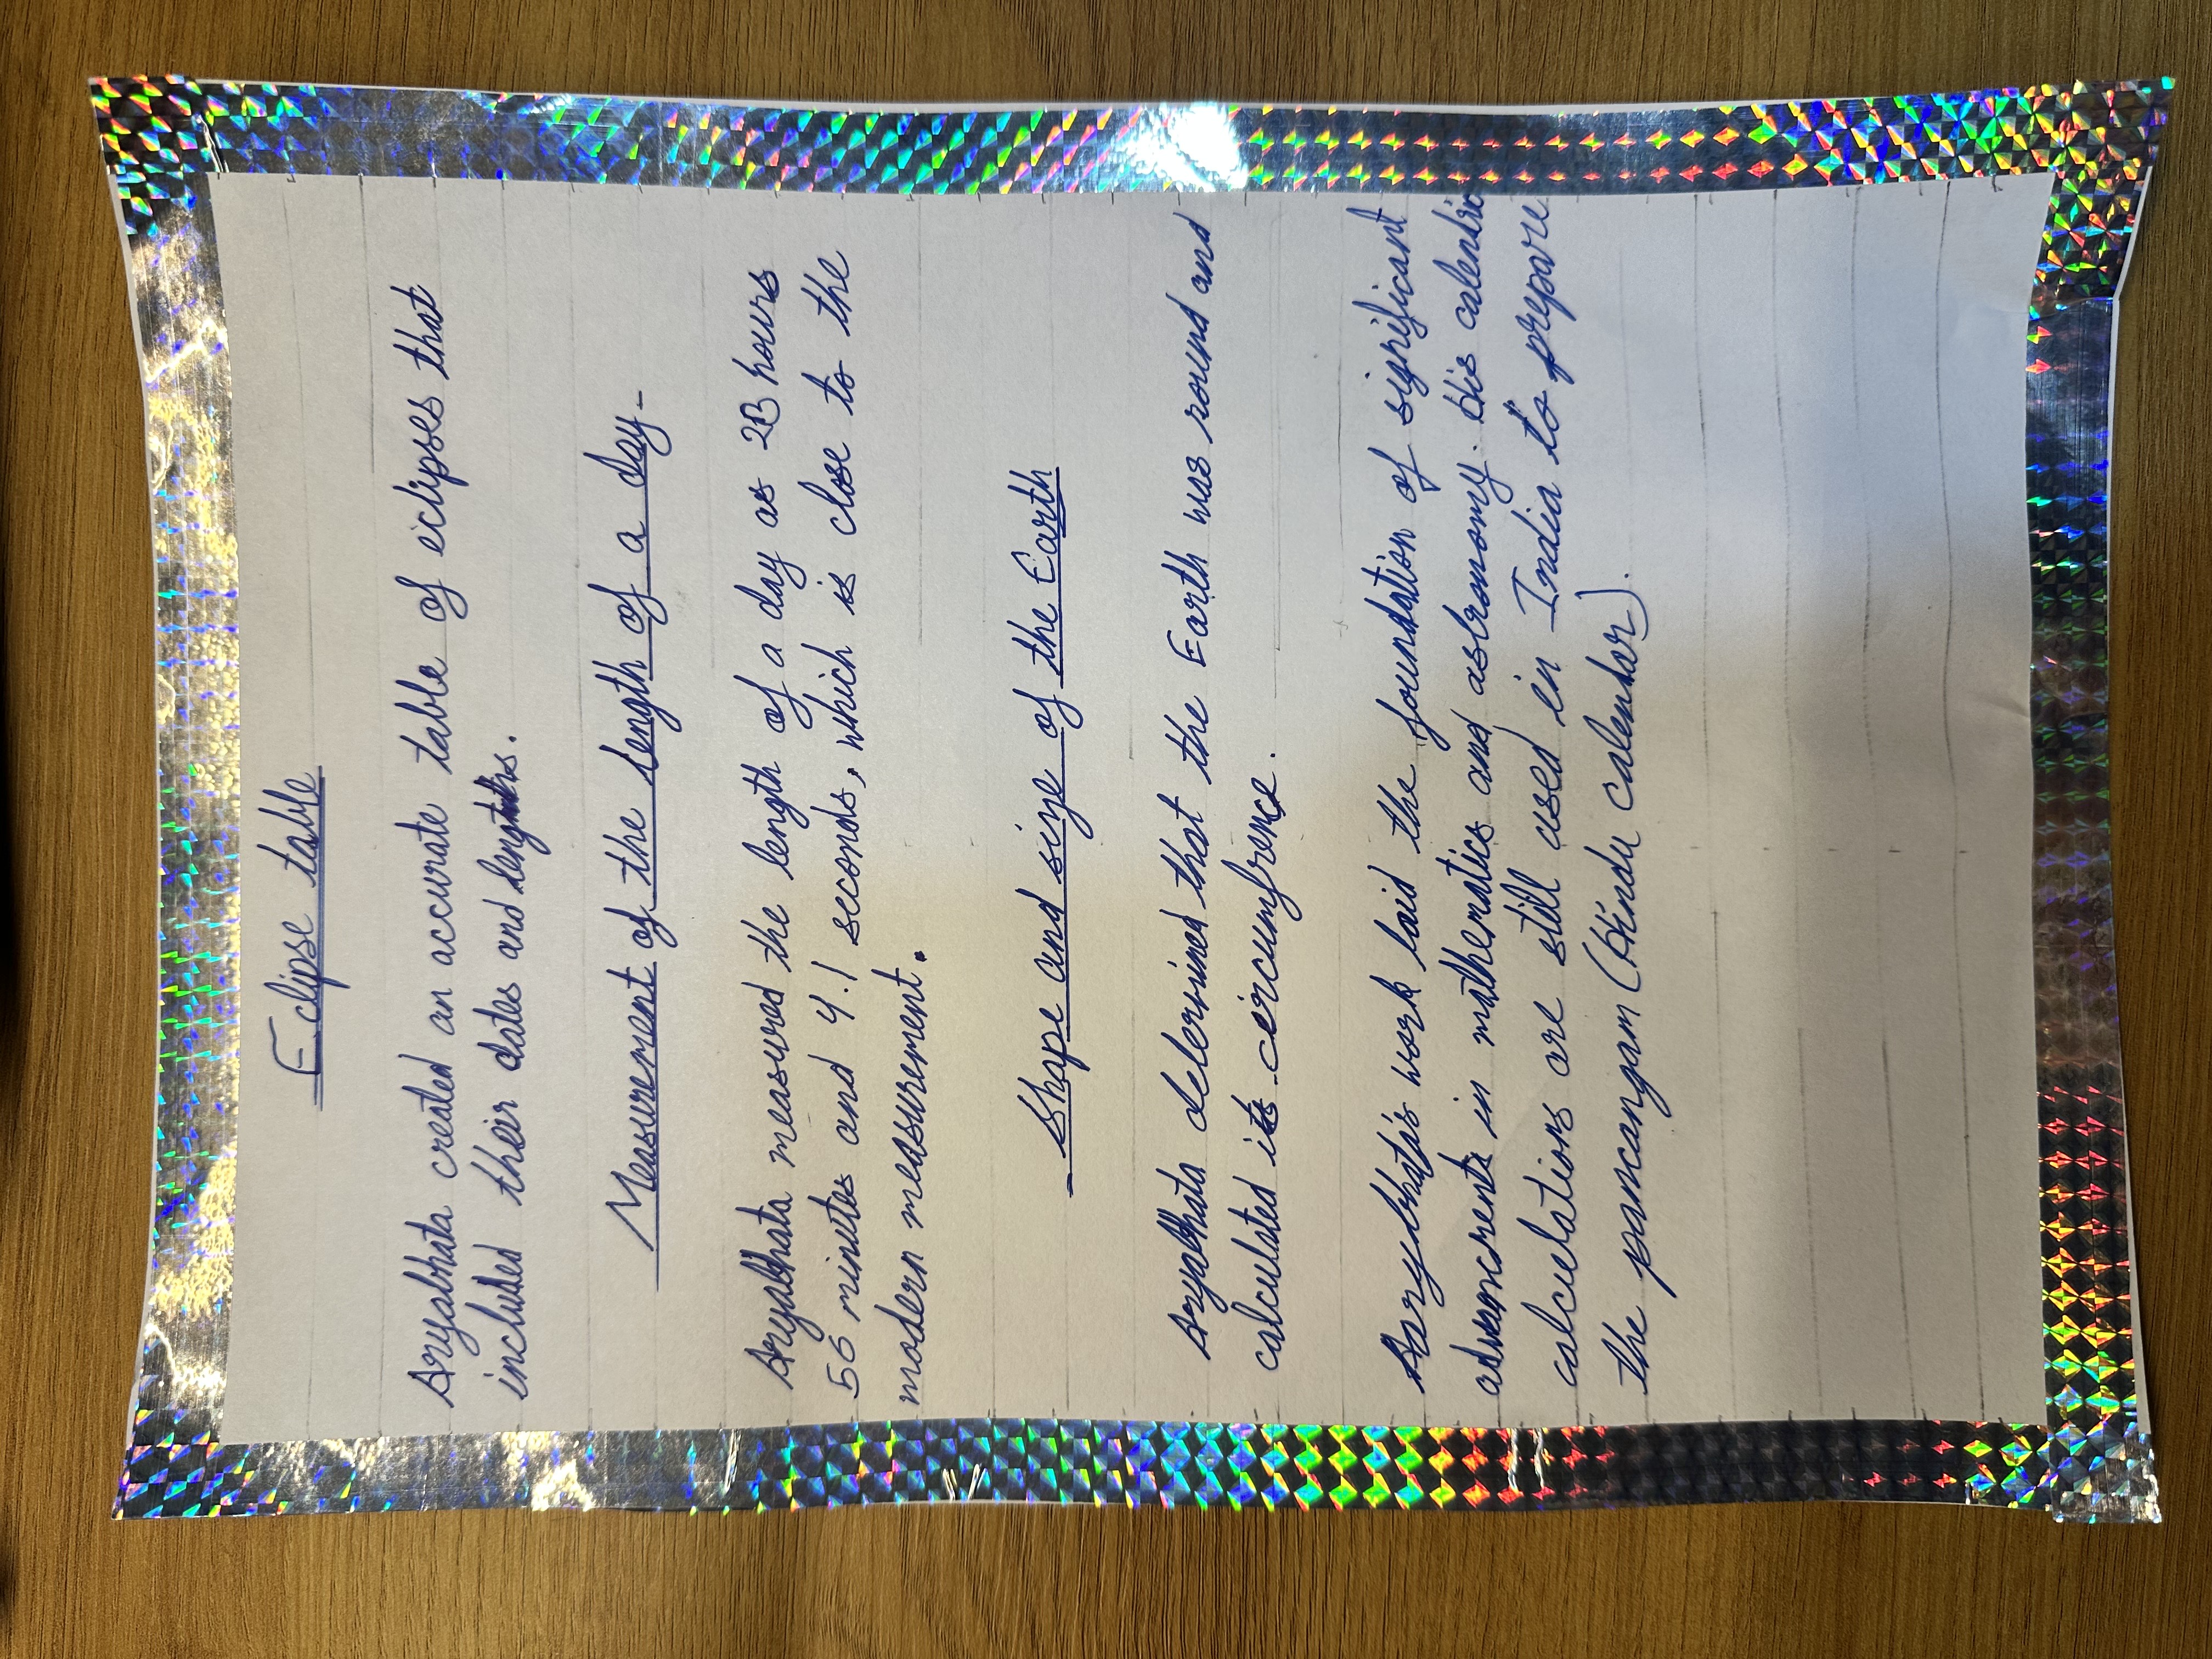 Eclipse table
Aryabhata created an accurate table of eclipses that
included their dates and lengths.
Measurement of the length of a day
Aryabhata measured the length of a day as 23 hours
56 minutes and 4.1 seconds, which is close to the
modern measurement.
Shape and size of the Earth
Aryabhata determined that the Earth was round and
calculated its circumfrence.
Aarybhata's work laid the foundation of significant
advancments in mathematics and astronomy. His calendric
calculations are still used in India to prepare
the pancangam (Hindu calendar).